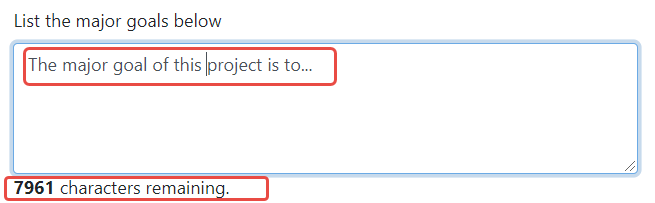 List the major goals below
The major goal of this project is to...
7961 characters remaining.